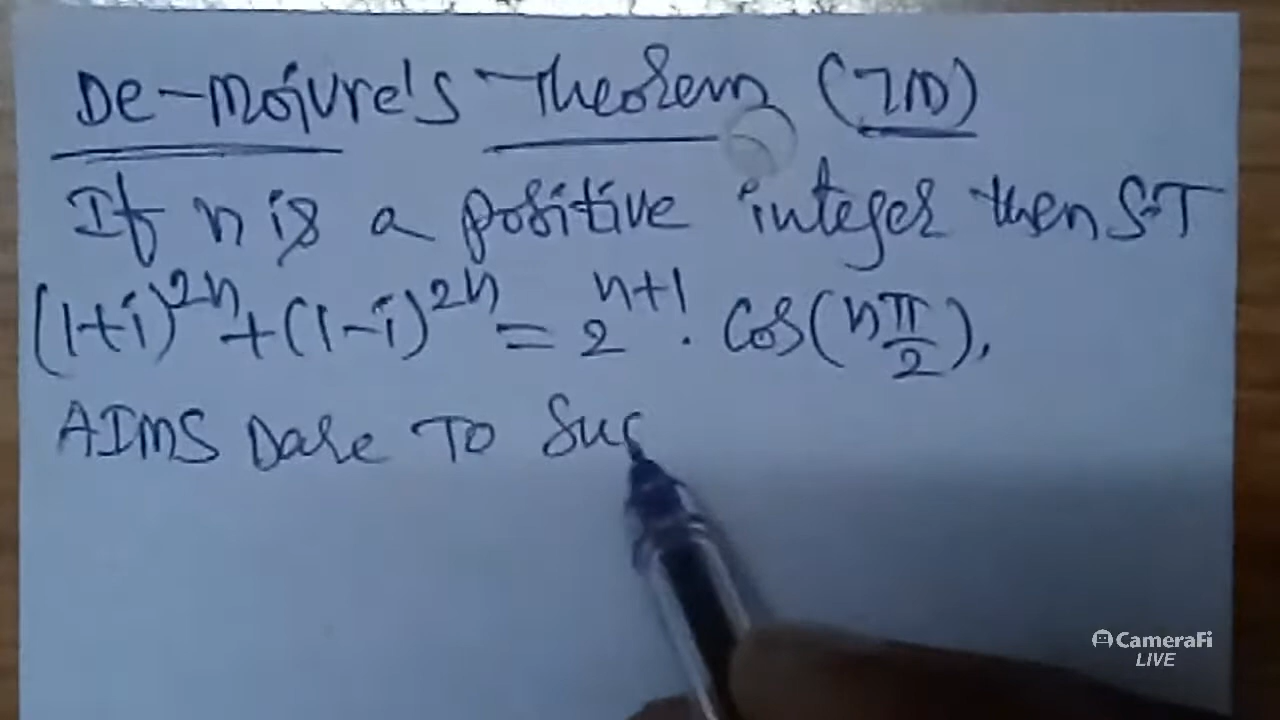 De-Moivre's Theorem (7M)
If n is a positive integer then S.T
(1+i)^2n + (1-i)^2n = 2^n+1 . Cos(nπ/2).
AIMS Dare To Suc
CameraFi
LIVE